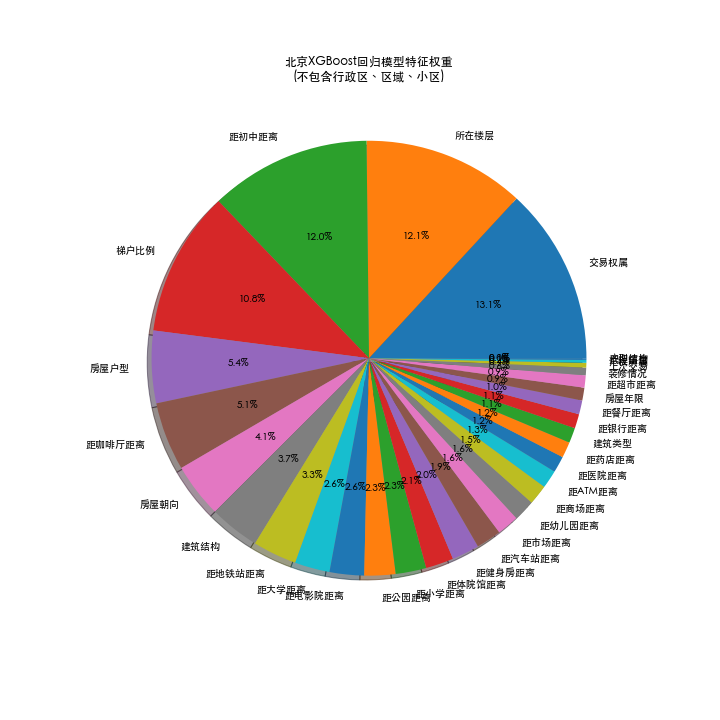 北京XGBoost回归模型特征权重
(不包含行政区、区域、小区)
距初中距离
所在楼层
梯户比例
交易权属
房屋户型
距咖啡厅距离
房屋朝向
建筑结构
距地铁站距离
距大学距离
距电影院距离
距公园距离
距小学距离
距体院馆距离
距健身房距离
距汽车站距离
距市场距离
距幼儿园距离
距商场距离
距ATM距离
距医院距离
距药店距离
建筑类型
距银行距离
距餐厅距离
房屋年限
距超市距离
装修情况
13.1%
12.1%
12.0%
10.8%
5.4%
5.1%
4.1%
3.7%
3.3%
2.6%
2.6%
2.3%
2.3%
2.1%
2.0%
1.9%
1.6%
1.6%
1.5%
1.3%
1.2%
1.2%
1.1%
1.1%
1.0%
0.9%
0.9%